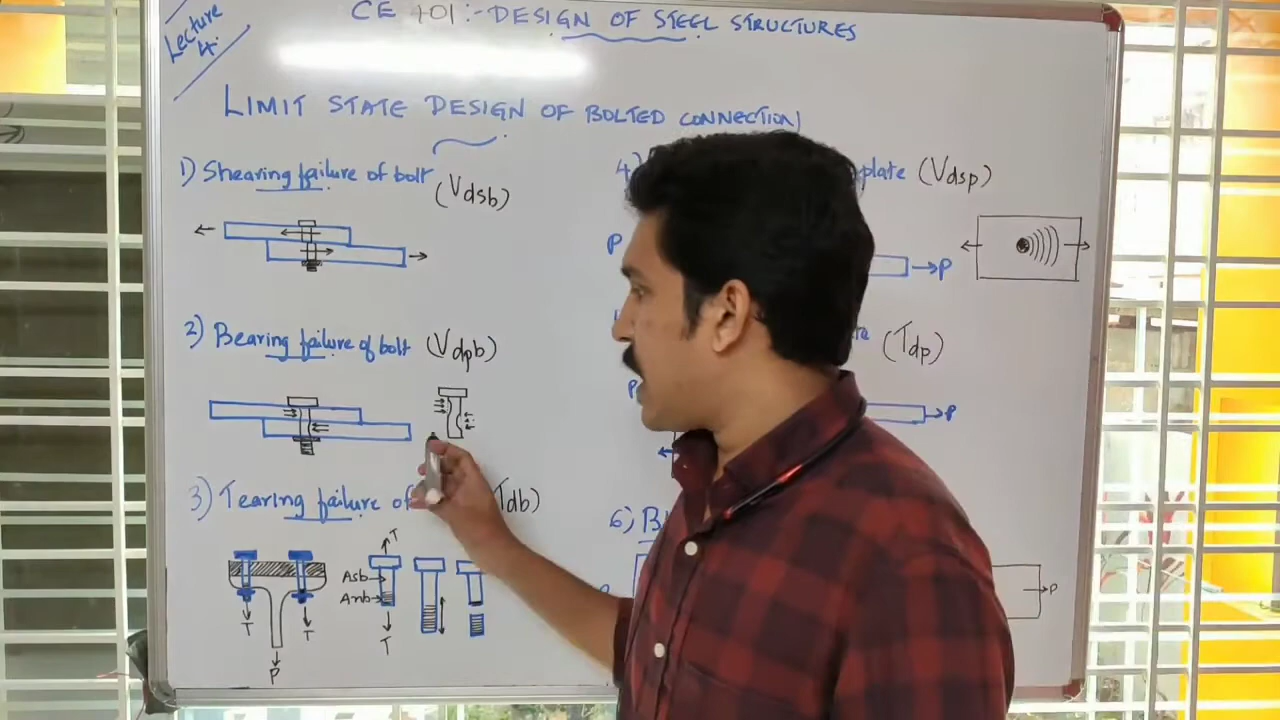 Lecture 4.
CE 401:- DESIGN OF STEEL STRUCTURES
LIMIT STATE DESIGN OF BOLTED CONNECTION
1) Shearing failure of bolt (Vdsb)
2) Bearing failure of bolt (Vdpb)
3) Tearing failure of (Tdb)
T
Asb
Anb
T
T
T
P
4) plate (Vdsp)
P
P
(Tdp)
P
P
6) B
P